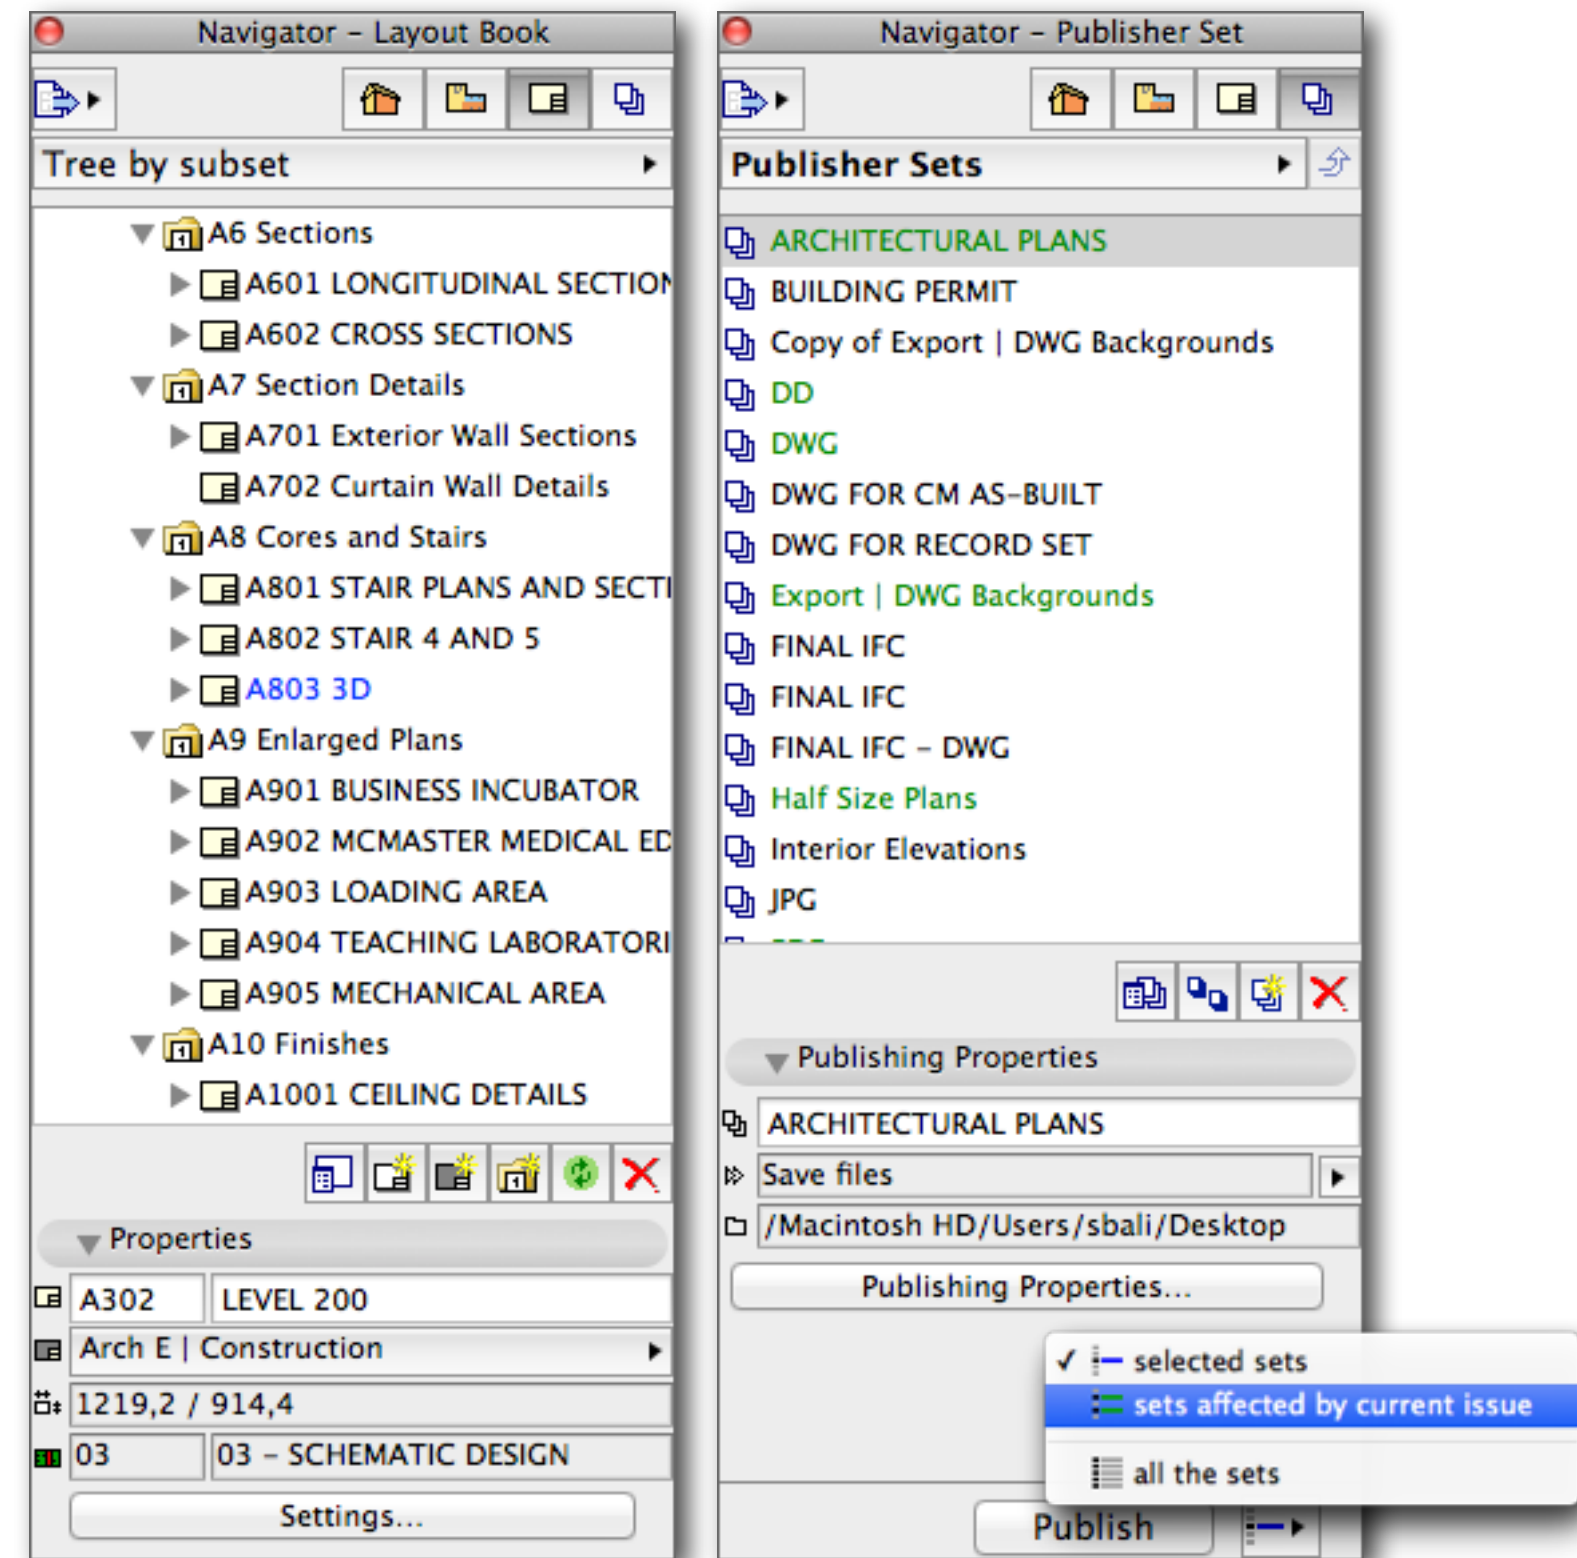 Navigator – Layout Book
Tree by subset
A6 Sections
A601 LONGITUDINAL SECTION
A602 CROSS SECTIONS
A7 Section Details
A701 Exterior Wall Sections
A702 Curtain Wall Details
A8 Cores and Stairs
A801 STAIR PLANS AND SECTI
A802 STAIR 4 AND 5
A803 3D
A9 Enlarged Plans
A901 BUSINESS INCUBATOR
A902 MCMASTER MEDICAL ED
A903 LOADING AREA
A904 TEACHING LABORATORI
A905 MECHANICAL AREA
A10 Finishes
A1001 CEILING DETAILS
Properties
A302 LEVEL 200
Arch E | Construction
1219,2 / 914,4
03 03 – SCHEMATIC DESIGN
Settings...
Navigator – Publisher Set
Publisher Sets
ARCHITECTURAL PLANS
BUILDING PERMIT
Copy of Export | DWG Backgrounds
DD
DWG
DWG FOR CM AS–BUILT
DWG FOR RECORD SET
Export | DWG Backgrounds
FINAL IFC
FINAL IFC
FINAL IFC – DWG
Half Size Plans
Interior Elevations
JPG
Publishing Properties
ARCHITECTURAL PLANS
Save files
/Macintosh HD/Users/sbali/Desktop
Publishing Properties...
✓ selected sets
sets affected by current issue
all the sets
Publish